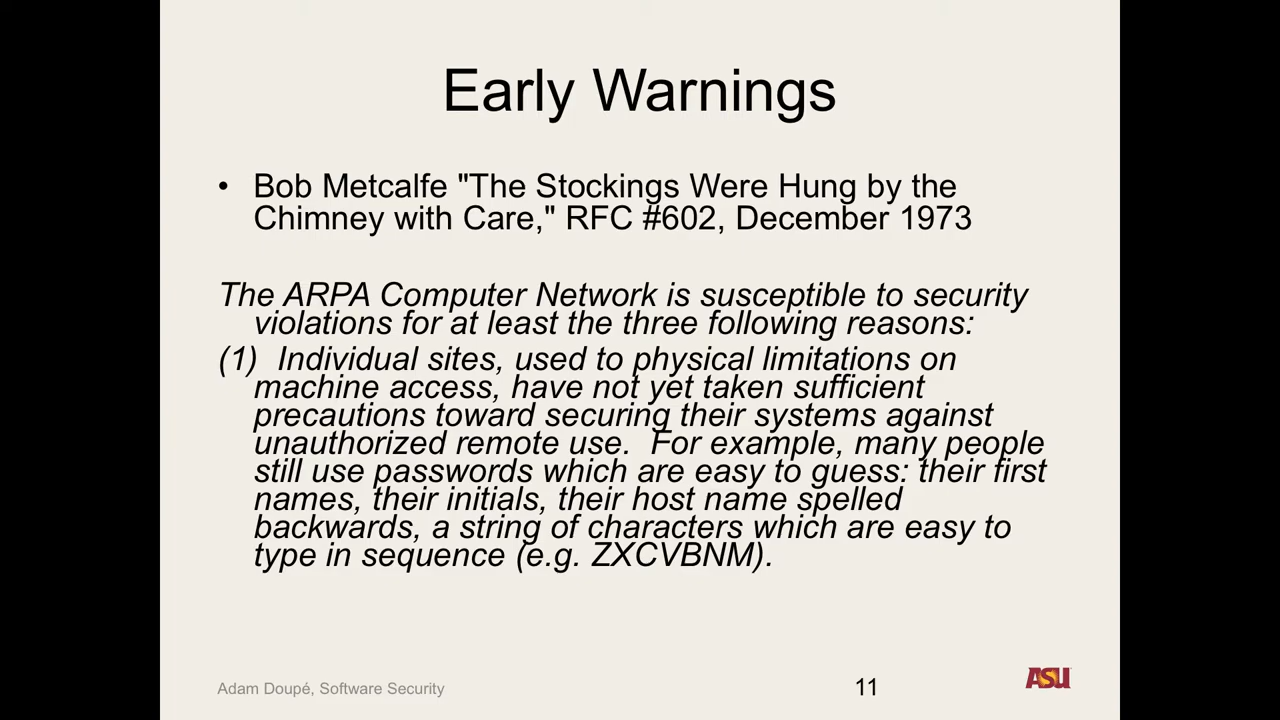 Early Warnings
• Bob Metcalfe "The Stockings Were Hung by the
Chimney with Care," RFC #602, December 1973
The ARPA Computer Network is susceptible to security
violations for at least the three following reasons:
(1) Individual sites, used to physical limitations on
machine access, have not yet taken sufficient
precautions toward securing their systems against
unauthorized remote use. For example, many people
still use passwords which are easy to guess: their first
names, their initials, their host name spelled
backwards, a string of characters which are easy to
type in sequence (e.g. ZXCVBNM).
Adam Doupé, Software Security
11
ASU